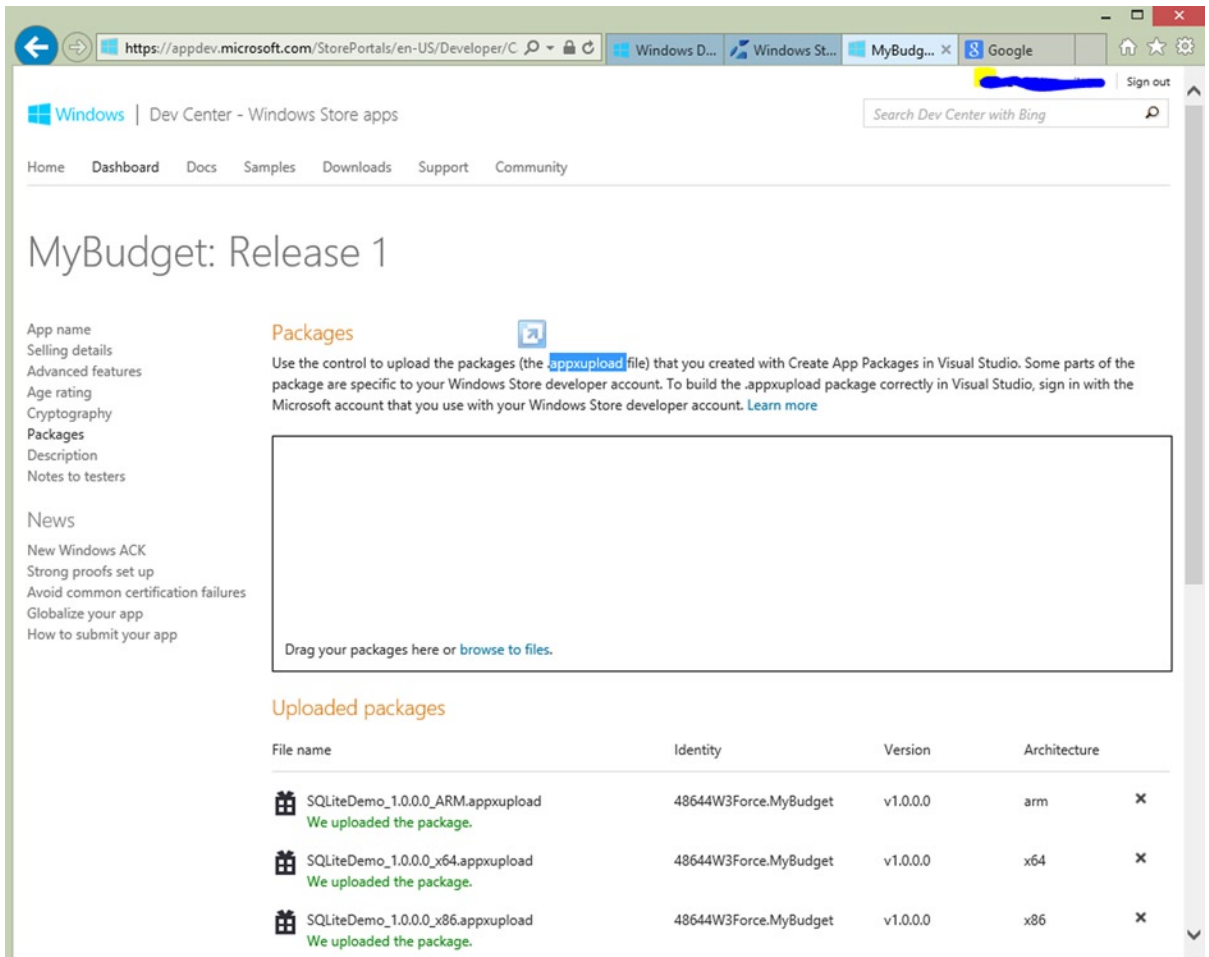 https://appdev.microsoft.com/StorePortals/en-US/Developer/C
Windows D...
Windows St...
MyBudg...
Google
Sign out
Windows | Dev Center - Windows Store apps
Search Dev Center with Bing
Home Dashboard Docs Samples Downloads Support Community
MyBudget: Release 1
App name
Selling details
Advanced features
Age rating
Cryptography
Packages
Description
Notes to testers
News
New Windows ACK
Strong proofs set up
Avoid common certification failures
Globalize your app
How to submit your app
Packages
Use the control to upload the packages (the .appxupload file) that you created with Create App Packages in Visual Studio. Some parts of the
package are specific to your Windows Store developer account. To build the .appxupload package correctly in Visual Studio, sign in with the
Microsoft account that you use with your Windows Store developer account. Learn more
Drag your packages here or browse to files.
Uploaded packages
File name Identity Version Architecture
SQLiteDemo_1.0.0.0_ARM.appxupload 48644W3Force.MyBudget v1.0.0.0 arm
We uploaded the package.
SQLiteDemo_1.0.0.0_x64.appxupload 48644W3Force.MyBudget v1.0.0.0 x64
We uploaded the package.
SQLiteDemo_1.0.0.0_x86.appxupload 48644W3Force.MyBudget v1.0.0.0 x86
We uploaded the package.